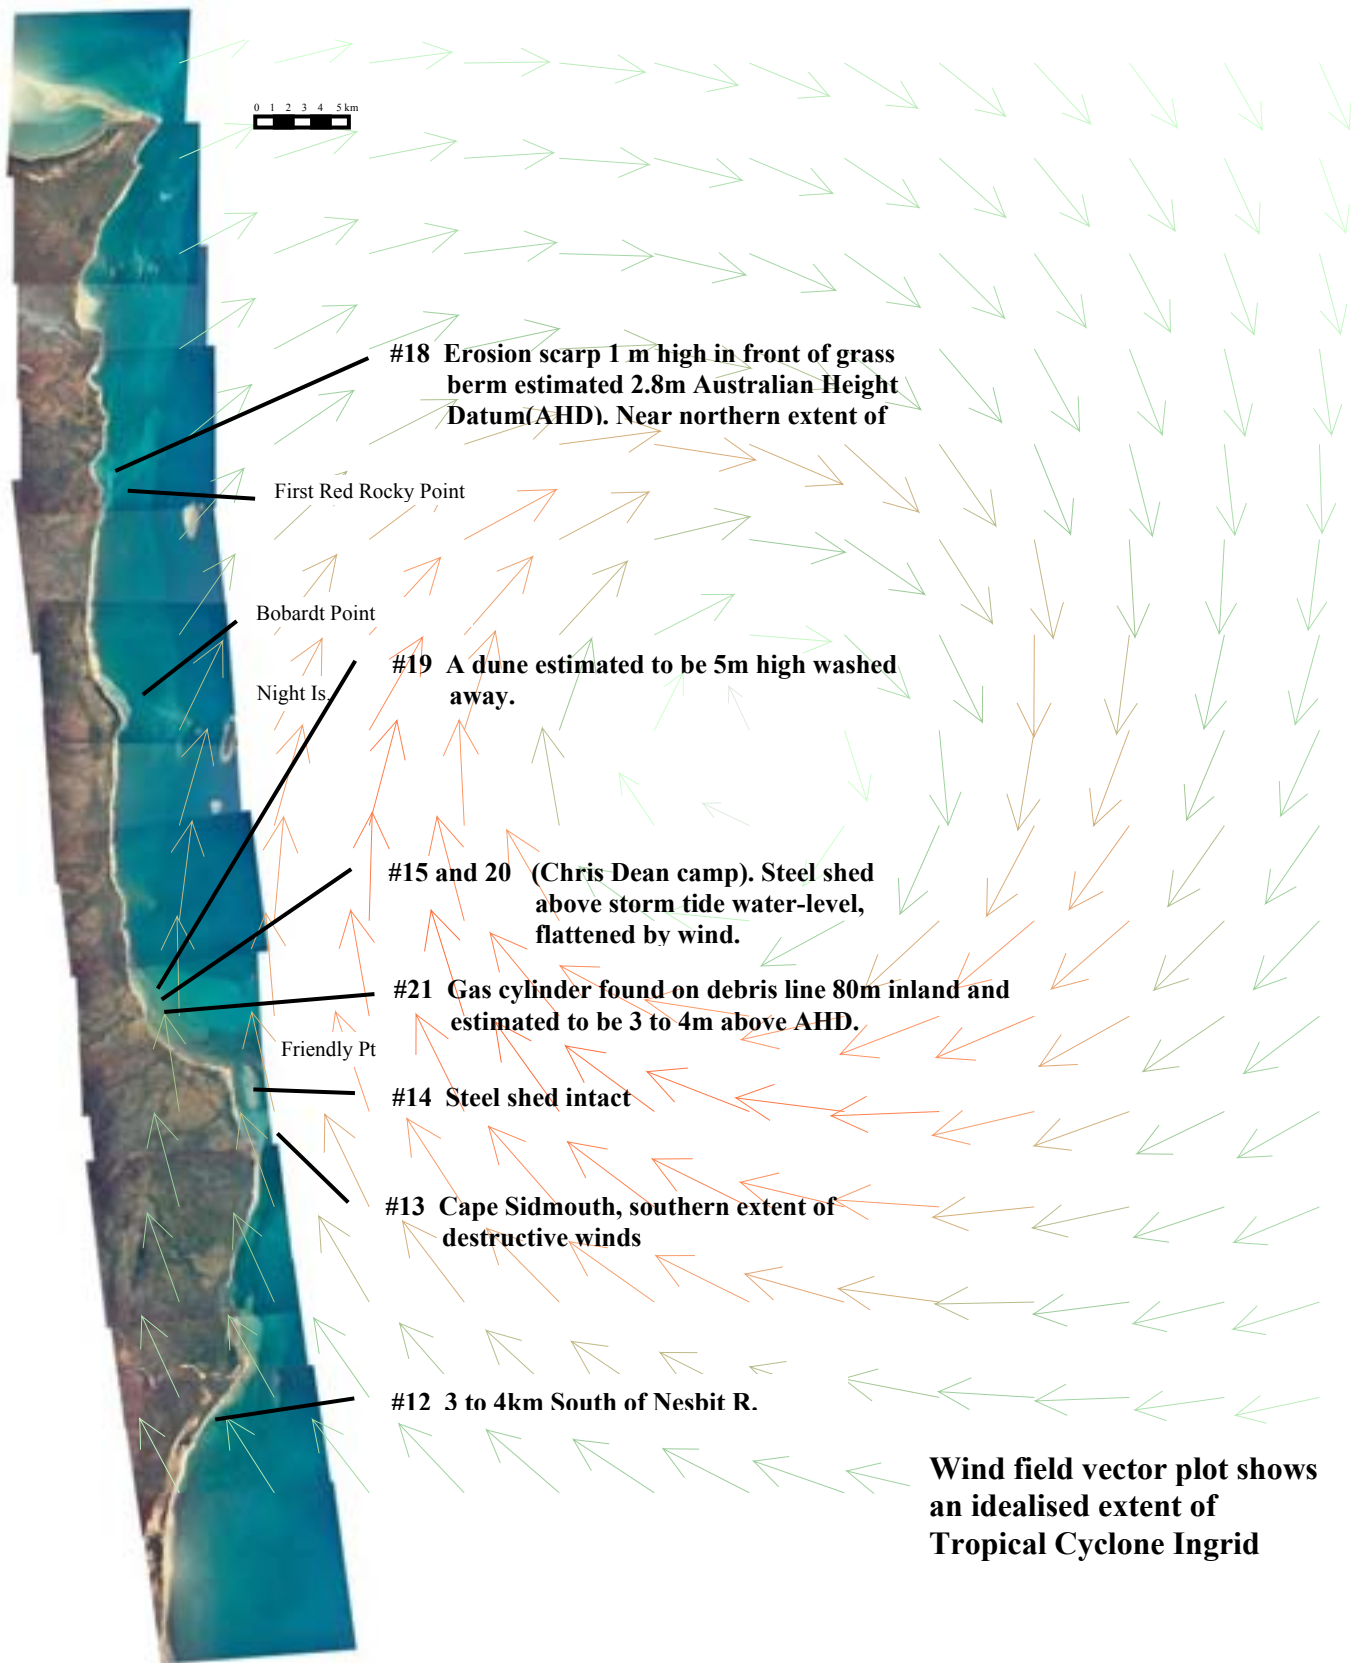 0 1 2 3 4 5 km
#18 Erosion scarp 1 m high in front of grass
berm estimated 2.8m Australian Height
Datum(AHD). Near northern extent of
First Red Rocky Point
Bobardt Point
#19 A dune estimated to be 5m high washed
away.
Night Is.
#15 and 20 (Chris Dean camp). Steel shed
above storm tide water-level,
flattened by wind.
#21 Gas cylinder found on debris line 80m inland and
estimated to be 3 to 4m above AHD.
Friendly Pt
#14 Steel shed intact
#13 Cape Sidmouth, southern extent of
destructive winds
#12 3 to 4km South of Nesbit R.
Wind field vector plot shows
an idealised extent of
Tropical Cyclone Ingrid